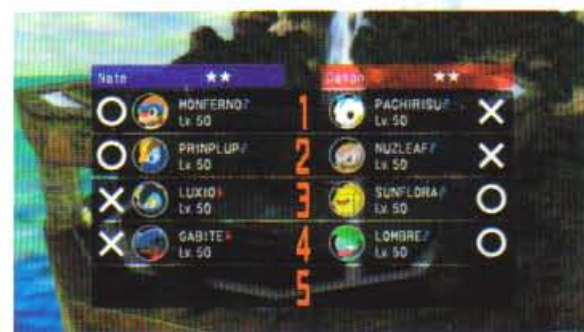 Nate ★★ Damon ★★
MONFERNO♂ 1 PACHIRISU♂
Lv. 50 Lv. 50
PRINPLUP♂ 2 NUZLEAF♂
Lv. 50 Lv. 50
LUXIO♀ 3 SUNFLORA♂
Lv. 50 Lv. 50
GABITE♀ 4 LOMBRE♂
Lv. 50 Lv. 50
5